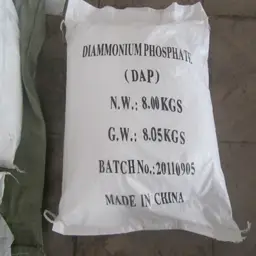 DIAMMONIUM PHOSPHATE
(DAP)
N.W.: 8.00KGS
G.W.: 8.05KGS
BATCH No.: 20110905
MADE IN CHINA